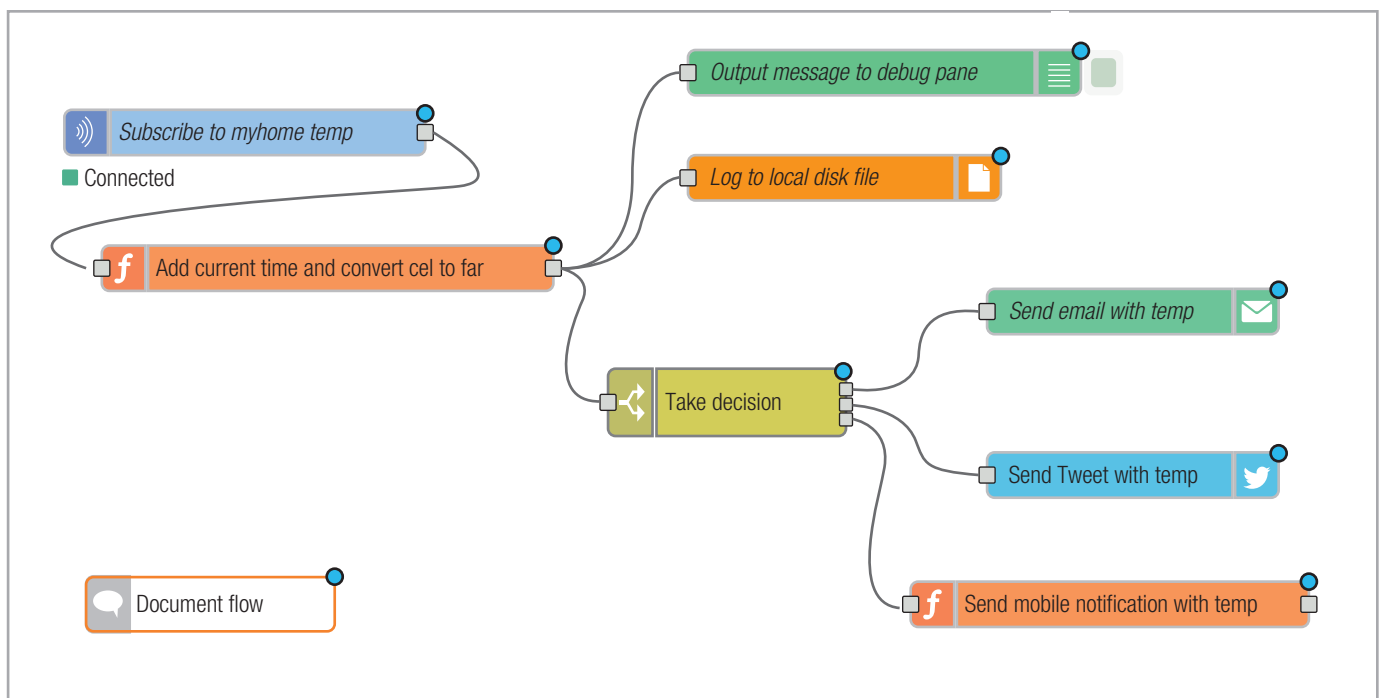 Output message to debug pane
Subscribe to myhome temp
Connected
Log to local disk file
Add current time and convert cel to far
Send email with temp
Take decision
Send Tweet with temp
Document flow
Send mobile notification with temp